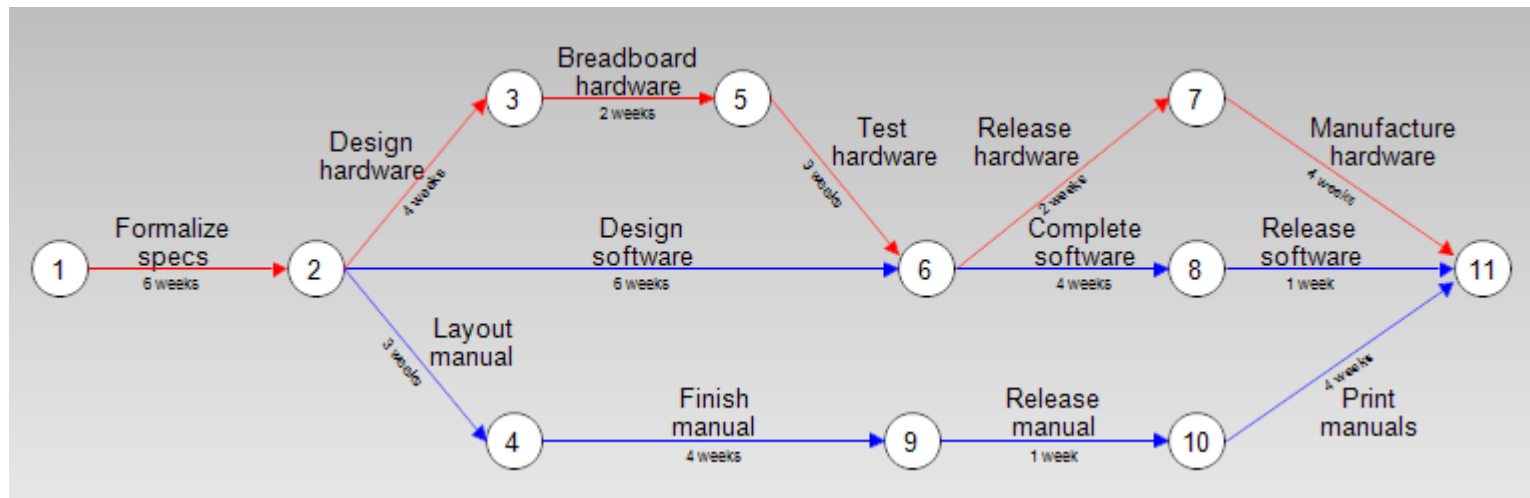 Breadboard
hardware
2 weeks
3
5
7
Design
hardware
4 weeks
Test
hardware
3 weeks
Release
hardware
2 weeks
Manufacture
hardware
4 weeks
Formalize
specs
6 weeks
1
2
Design
software
6 weeks
6
Complete
software
4 weeks
8
Release
software
1 week
11
Layout
manual
3 weeks
4
Finish
manual
4 weeks
9
Release
manual
1 week
10
4 weeks
Print
manuals